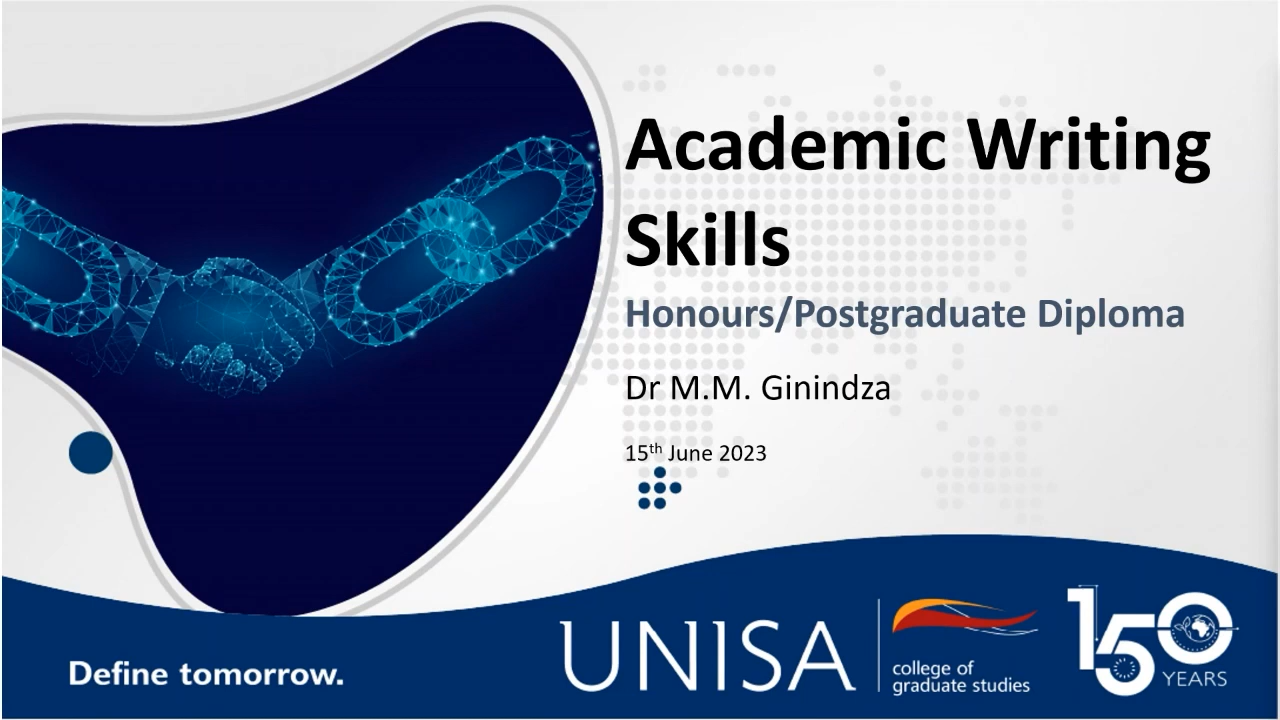 Academic Writing
Skills
Honours/Postgraduate Diploma
Dr M.M. Ginindza
15th June 2023
Define tomorrow.
UNISA
college of
graduate studies
150
YEARS